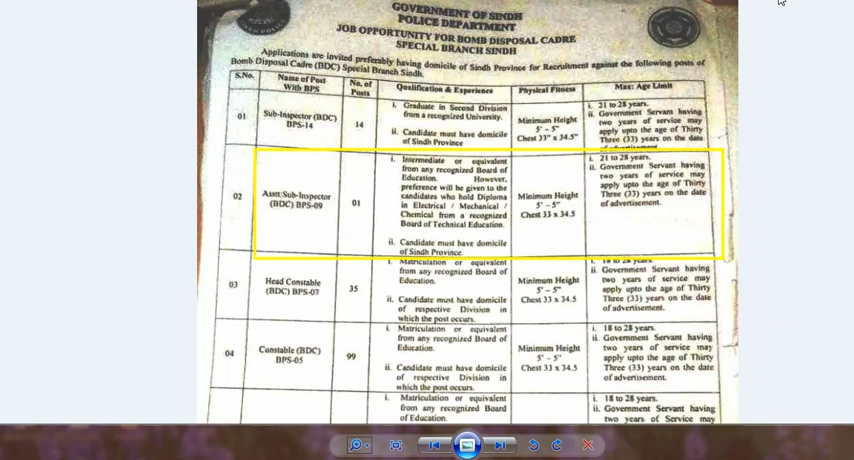 GOVERNMENT OF SINDH
POLICE DEPARTMENT
JOB OPPORTUNITY FOR BOMB DISPOSAL CADRE
SPECIAL BRANCH SINDH
Applications are invited preferably having domicile of Sindh Province for Recruitment against the following posts of
Bomb Disposal Cadre (BDC) Special Branch Sindh.
S.No.
Name of Post
With BPS
No. of
Posts
Qualification & Experience
Physical Fitness
Max: Age Limit
01
Sub-Inspector (BDC)
BPS-14
14
i. Graduate in Second Division
from a recognized University.
ii. Candidate must have domicile
of Sindh Province
Minimum Height
5' - 5"
Chest 33" x 34.5"
i. 21 to 28 years.
ii. Government Servant having
two years of service may
apply upto the age of Thirty
Three (33) years on the date
of advertisement
02
Asstt:Sub-Inspector
(BDC) BPS-09
01
i. Intermediate or equivalent
from any recognized Board of
Education. However,
preference will be given to the
candidates who hold Diploma
in Electrical / Mechanical /
Chemical from a recognized
Board of Technical Education.
ii. Candidate must have domicile
of Sindh Province.
Minimum Height
5' - 5"
Chest 33 x 34.5
i. 21 to 28 years.
ii. Government Servant having
two years of service may
apply upto the age of Thirty
Three (33) years on the date
of advertisement.
03
Head Constable
(BDC) BPS-07
35
i. Matriculation or equivalent
from any recognized Board of
Education.
ii. Candidate must have domicile
of respective Division in
which the post occurs.
Minimum Height
5' - 5"
Chest 33 x 34.5
i. 18 to 28 years.
ii. Government Servant having
two years of service may
apply upto the age of Thirty
Three (33) years on the date
of advertisement.
04
Constable (BDC)
BPS-05
99
i. Matriculation or equivalent
from any recognized Board of
Education.
ii. Candidate must have domicile
of respective Division in
which the post occurs.
Minimum Height
5' - 5"
Chest 33 x 34.5
i. 18 to 28 years.
ii. Government Servant having
two years of service may
apply upto the age of Thirty
Three (33) years on the date
of advertisement.
i. Matriculation or equivalent
from any recognized Board
of Education.
i. 18 to 28 years.
ii. Government Servant having
two years of Service may